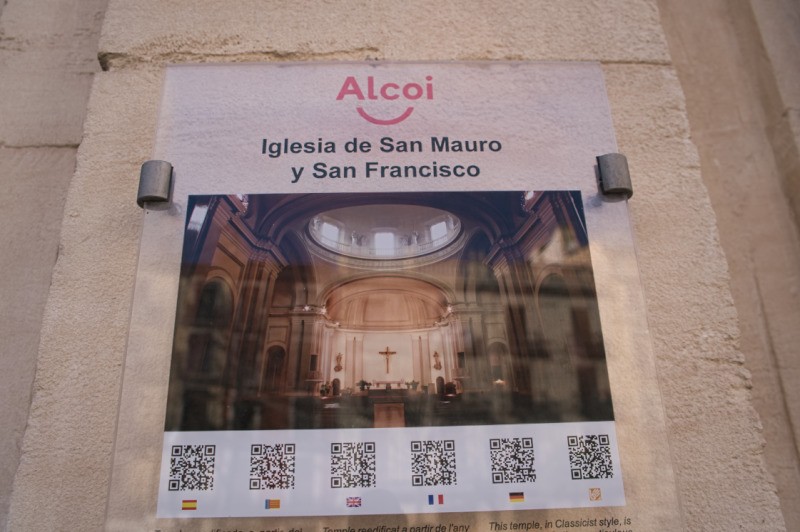 Alcoi
Iglesia de San Mauro
y San Francisco
Temple reedificat a partir de l'any
This temple, in Classicist style, is